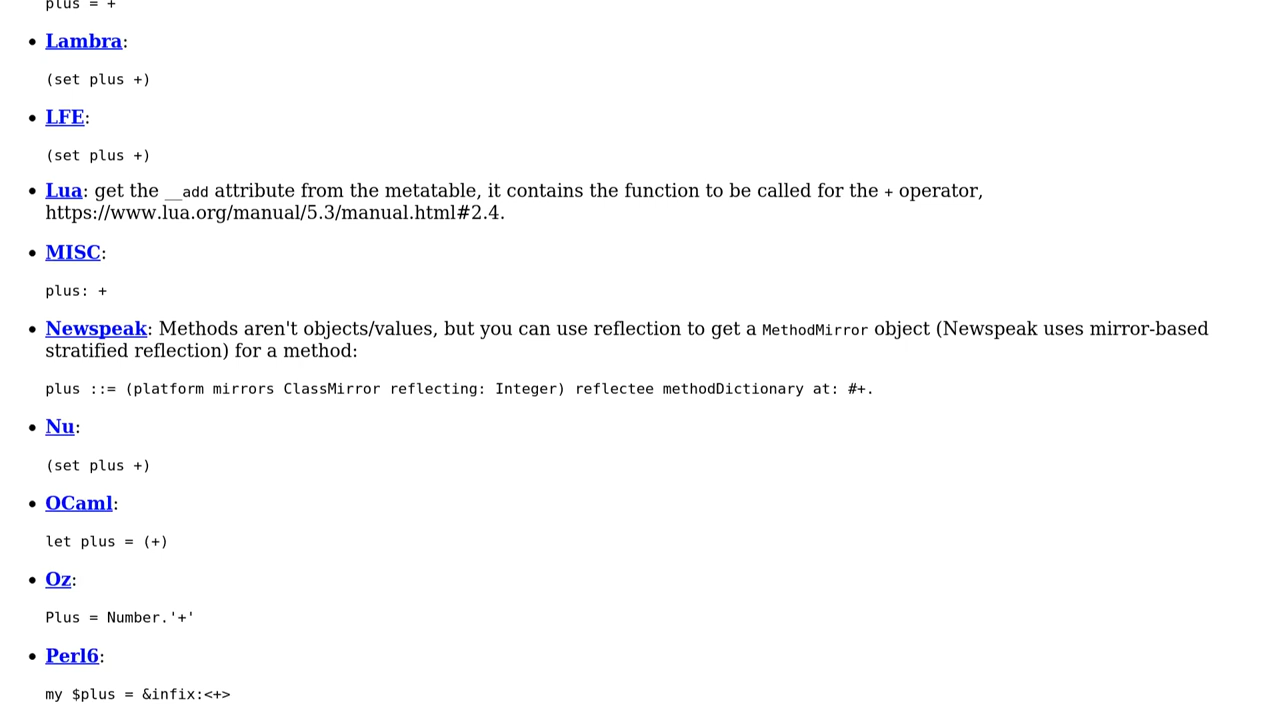 plus = +
• Lambra:
(set plus +)
• LFE:
(set plus +)
• Lua: get the __add attribute from the metatable, it contains the function to be called for the + operator,
https://www.lua.org/manual/5.3/manual.html#2.4.
• MISC:
plus: +
• Newspeak: Methods aren't objects/values, but you can use reflection to get a MethodMirror object (Newspeak uses mirror-based
stratified reflection) for a method:
plus ::= (platform mirrors ClassMirror reflecting: Integer) reflectee methodDictionary at: #+.
• Nu:
(set plus +)
• OCaml:
let plus = (+)
• Oz:
Plus = Number.'+'
• Perl6:
my $plus = &infix:<+>